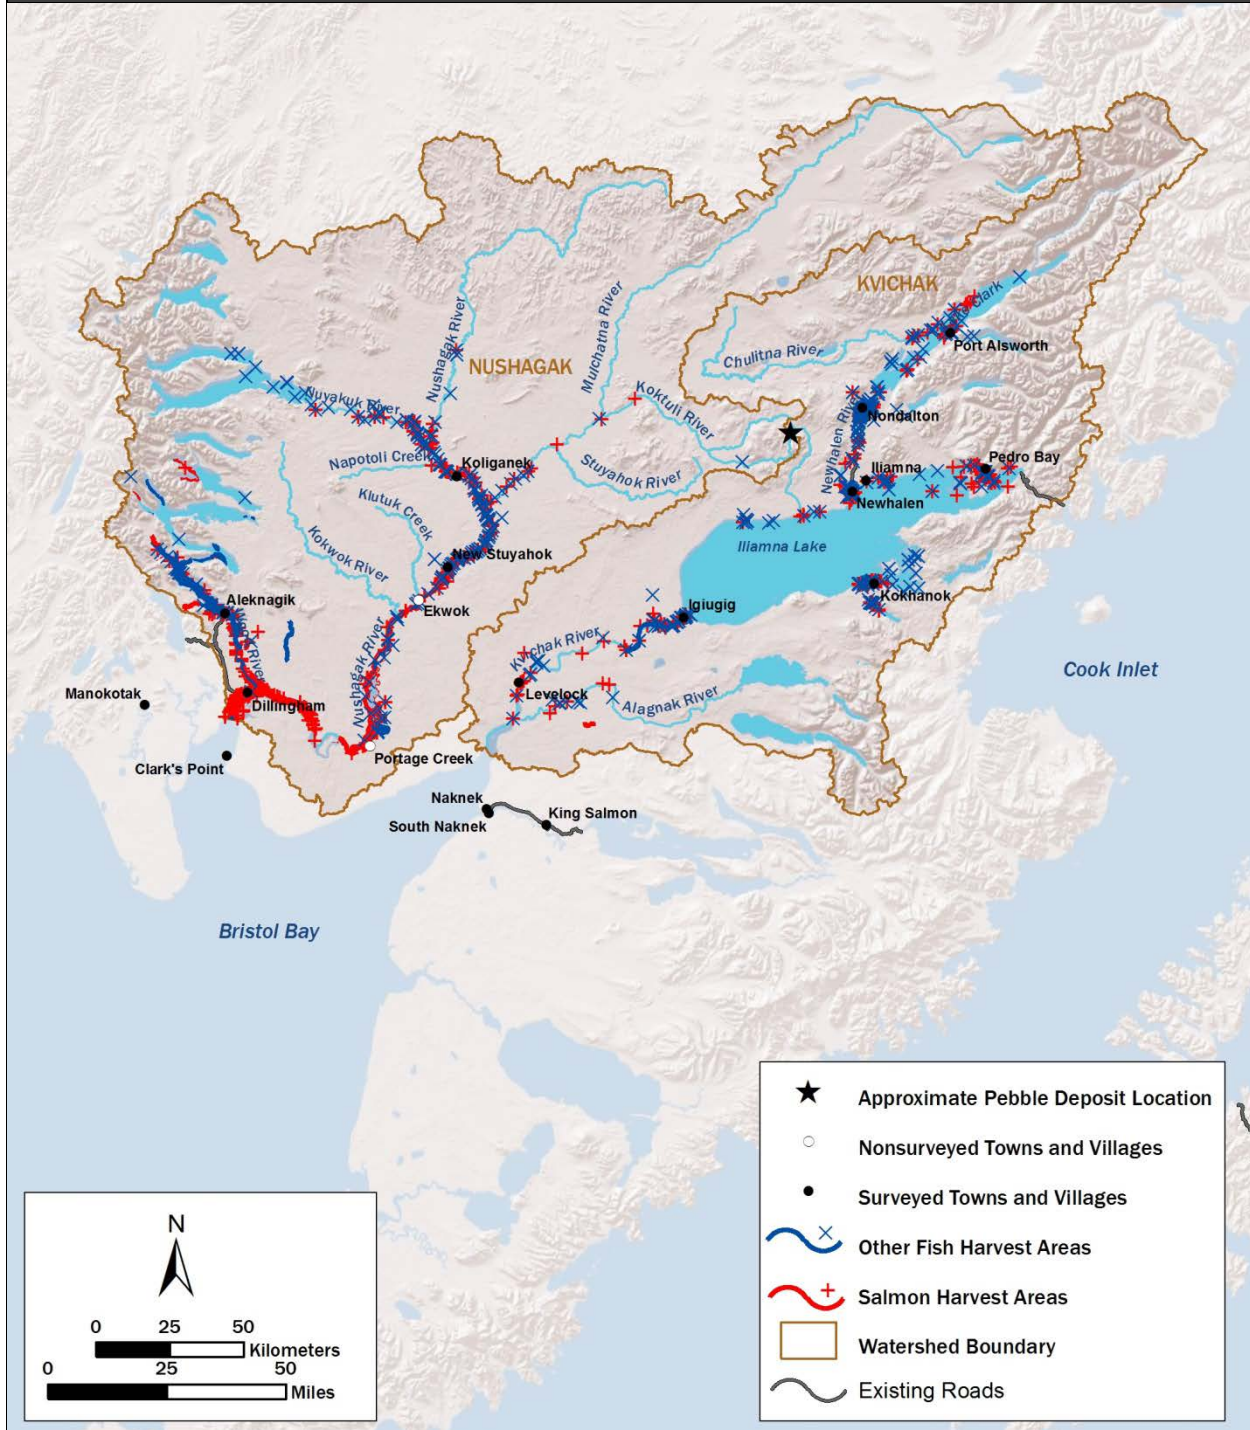 KVICHAK
Clark
Port Alsworth
Chulitna River
Nushagak River
Mulchatna River
NUSHAGAK
Nuyakuk River
Koktuli River
Newhalen River
Nondalton
Napotoli Creek
Koliganek
Stuyahok River
Iliamna
Pedro Bay
Newhalen
Klutuk Creek
Kokwok River
New Stuyahok
Iliamna Lake
Ekwok
Kokhanok
Aleknagik
Wood River
Igiugig
Nushagak River
Kvichak River
Cook Inlet
Manokotak
Dillingham
Levelock
Alagnak River
Clark's Point
Portage Creek
Naknek
South Naknek
King Salmon
Bristol Bay
Approximate Pebble Deposit Location
Nonsurveyed Towns and Villages
Surveyed Towns and Villages
Other Fish Harvest Areas
Salmon Harvest Areas
Watershed Boundary
Existing Roads
N
0 25 50
Kilometers
0 25 50
Miles